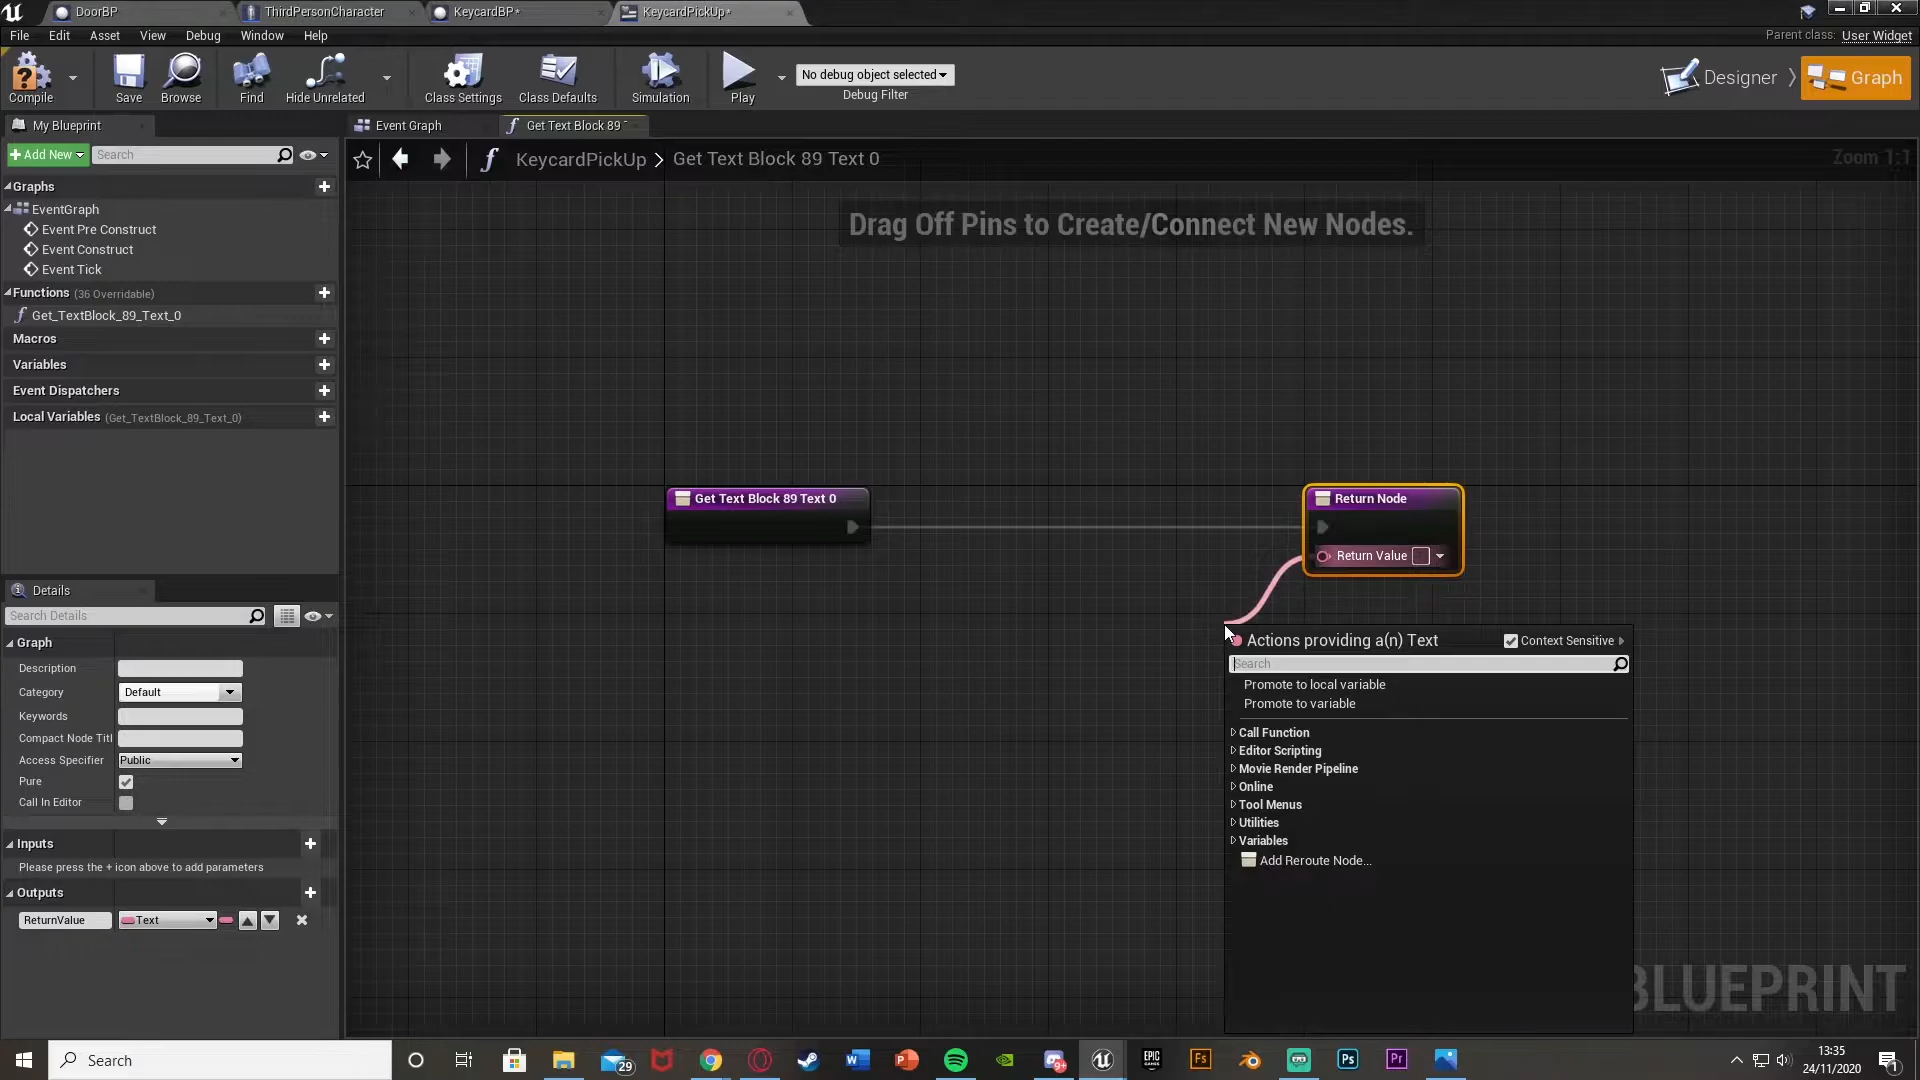 DoorBP
ThirdPersonCharacter
KeycardBP*
KeycardPickUp*
File Edit Asset View Debug Window Help
Parent class: User Widget
Compile
Save
Browse
Find
Hide Unrelated
Class Settings
Class Defaults
Simulation
Play
No debug object selected
Debug Filter
Designer
Graph
My Blueprint
Event Graph
Get Text Block 89
Add New
Search
KeycardPickUp > Get Text Block 89 Text 0
Zoom 1:1
Graphs
EventGraph
Event Pre Construct
Event Construct
Event Tick
Functions (36 Overridable)
Get_TextBlock_89_Text_0
Macros
Variables
Event Dispatchers
Local Variables (Get_TextBlock_89_Text_0)
Drag Off Pins to Create/Connect New Nodes.
Get Text Block 89 Text 0
Return Node
Return Value
Actions providing a(n) Text
Context Sensitive
Search
Promote to local variable
Promote to variable
Call Function
Editor Scripting
Movie Render Pipeline
Online
Tool Menus
Utilities
Variables
Add Reroute Node...
Details
Search Details
Graph
Description
Category Default
Keywords
Compact Node Titl
Access Specifier Public
Pure
Call In Editor
Inputs
Please press the + icon above to add parameters
Outputs
ReturnValue Text
BLUEPRINT
Search
29
EPIC GAMES
Fs
Ps
Pr
13:35
24/11/2020
1